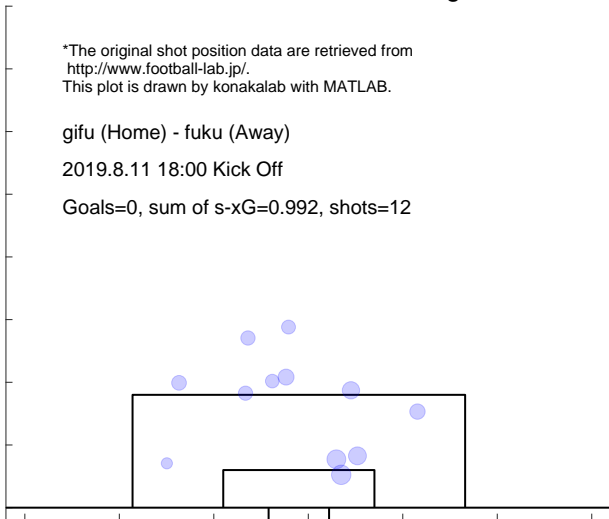 *The original shot position data are retrieved from
http://www.football-lab.jp/.
This plot is drawn by konakalab with MATLAB.
gifu (Home) - fuku (Away)
2019.8.11 18:00 Kick Off
Goals=0, sum of s-xG=0.992, shots=12